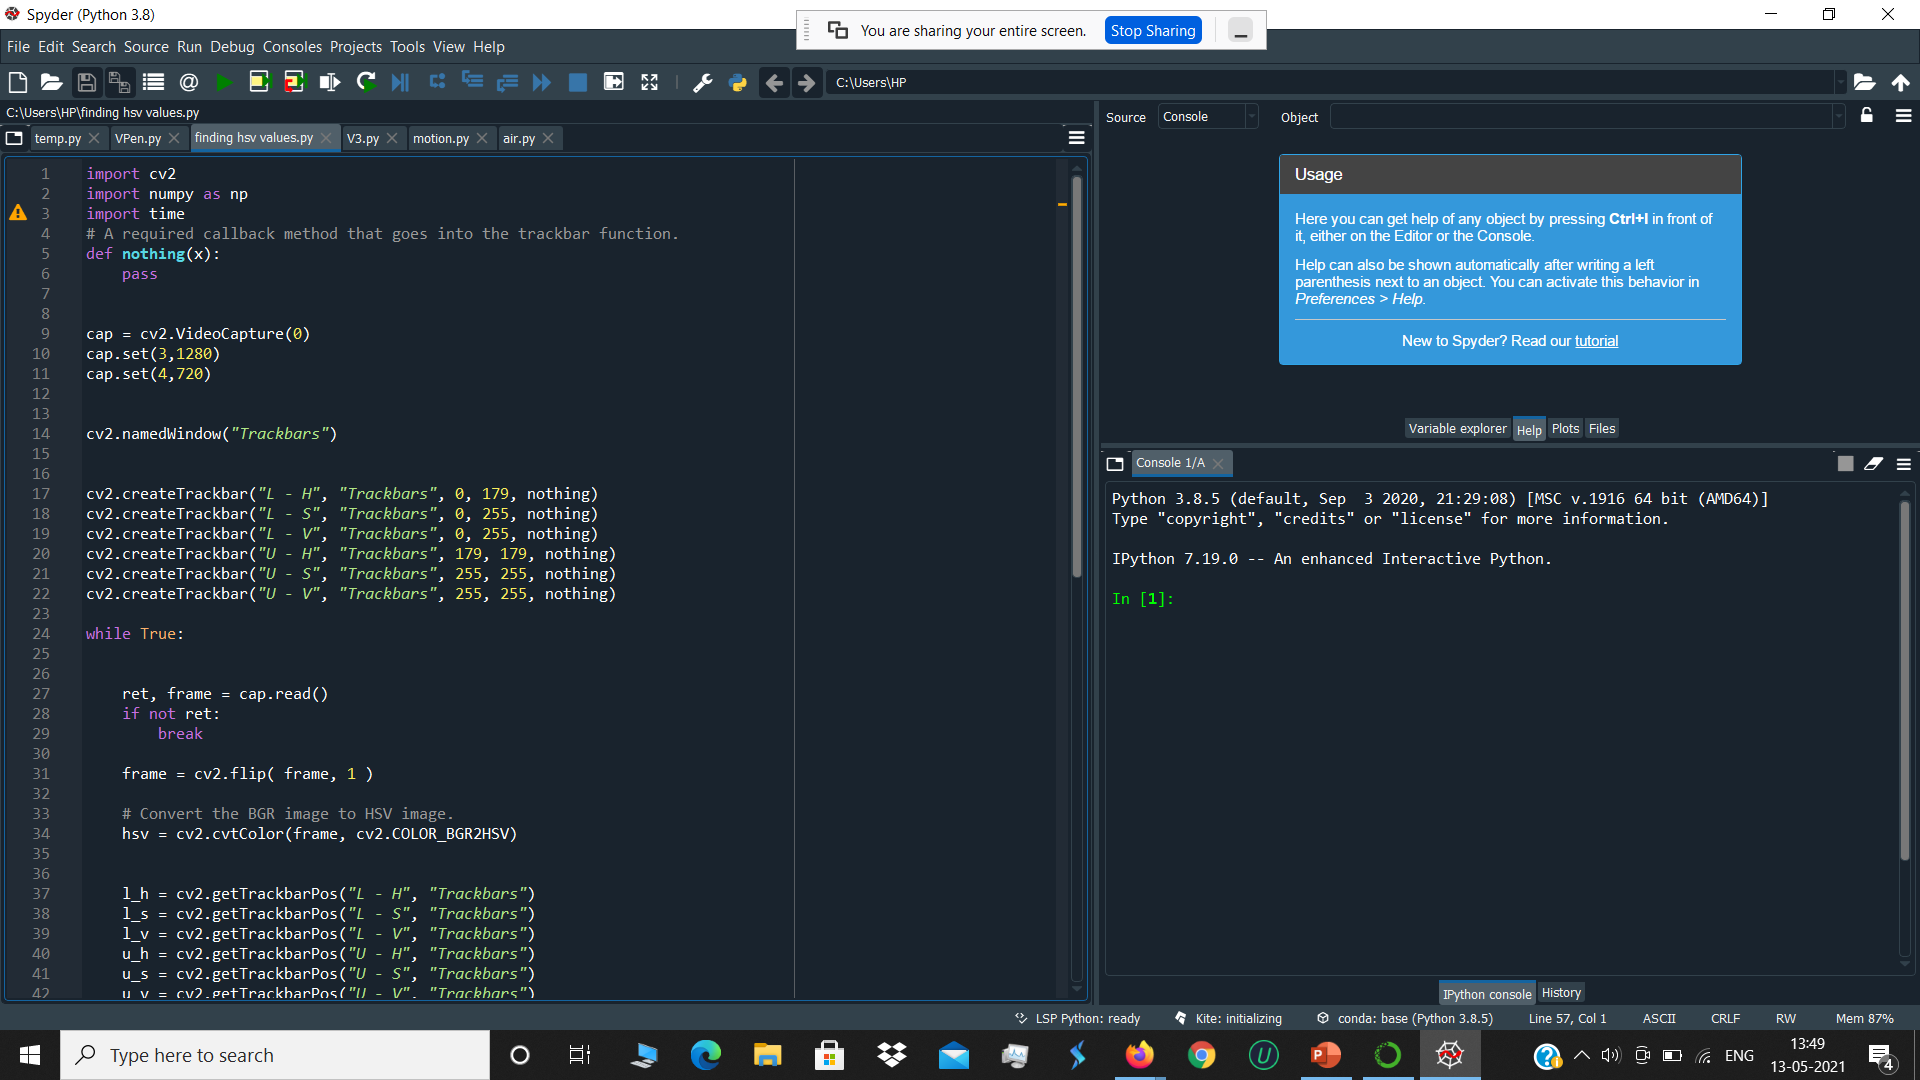 Spyder (Python 3.8)
You are sharing your entire screen. Stop Sharing
File Edit Search Source Run Debug Consoles Projects Tools View Help
C:\Users\HP
C:\Users\HP\finding hsv values.py
temp.py VPen.py finding hsv values.py V3.py motion.py air.py
1 import cv2
2 import numpy as np
3 import time
4 # A required callback method that goes into the trackbar function.
5 def nothing(x):
6 pass
7
8
9 cap = cv2.VideoCapture(0)
10 cap.set(3,1280)
11 cap.set(4,720)
12
13
14 cv2.namedWindow("Trackbars")
15
16
17 cv2.createTrackbar("L - H", "Trackbars", 0, 179, nothing)
18 cv2.createTrackbar("L - S", "Trackbars", 0, 255, nothing)
19 cv2.createTrackbar("L - V", "Trackbars", 0, 255, nothing)
20 cv2.createTrackbar("U - H", "Trackbars", 179, 179, nothing)
21 cv2.createTrackbar("U - S", "Trackbars", 255, 255, nothing)
22 cv2.createTrackbar("U - V", "Trackbars", 255, 255, nothing)
23
24 while True:
25
26
27 ret, frame = cap.read()
28 if not ret:
29 break
30
31 frame = cv2.flip( frame, 1 )
32
33 # Convert the BGR image to HSV image.
34 hsv = cv2.cvtColor(frame, cv2.COLOR_BGR2HSV)
35
36
37 l_h = cv2.getTrackbarPos("L - H", "Trackbars")
38 l_s = cv2.getTrackbarPos("L - S", "Trackbars")
39 l_v = cv2.getTrackbarPos("L - V", "Trackbars")
40 u_h = cv2.getTrackbarPos("U - H", "Trackbars")
41 u_s = cv2.getTrackbarPos("U - S", "Trackbars")
42 u_v = cv2.getTrackbarPos("U - V", "Trackbars")
Source Console Object
Usage
Here you can get help of any object by pressing Ctrl+I in front of
it, either on the Editor or the Console.
Help can also be shown automatically after writing a left
parenthesis next to an object. You can activate this behavior in
Preferences > Help.
New to Spyder? Read our tutorial
Variable explorer Help Plots Files
Console 1/A
Python 3.8.5 (default, Sep  3 2020, 21:29:08) [MSC v.1916 64 bit (AMD64)]
Type "copyright", "credits" or "license" for more information.
IPython 7.19.0 -- An enhanced Interactive Python.
In [1]:
IPython console History
LSP Python: ready Kite: initializing conda: base (Python 3.8.5) Line 57, Col 1 ASCII CRLF RW Mem 87%
Type here to search
ENG
13:49
13-05-2021
4